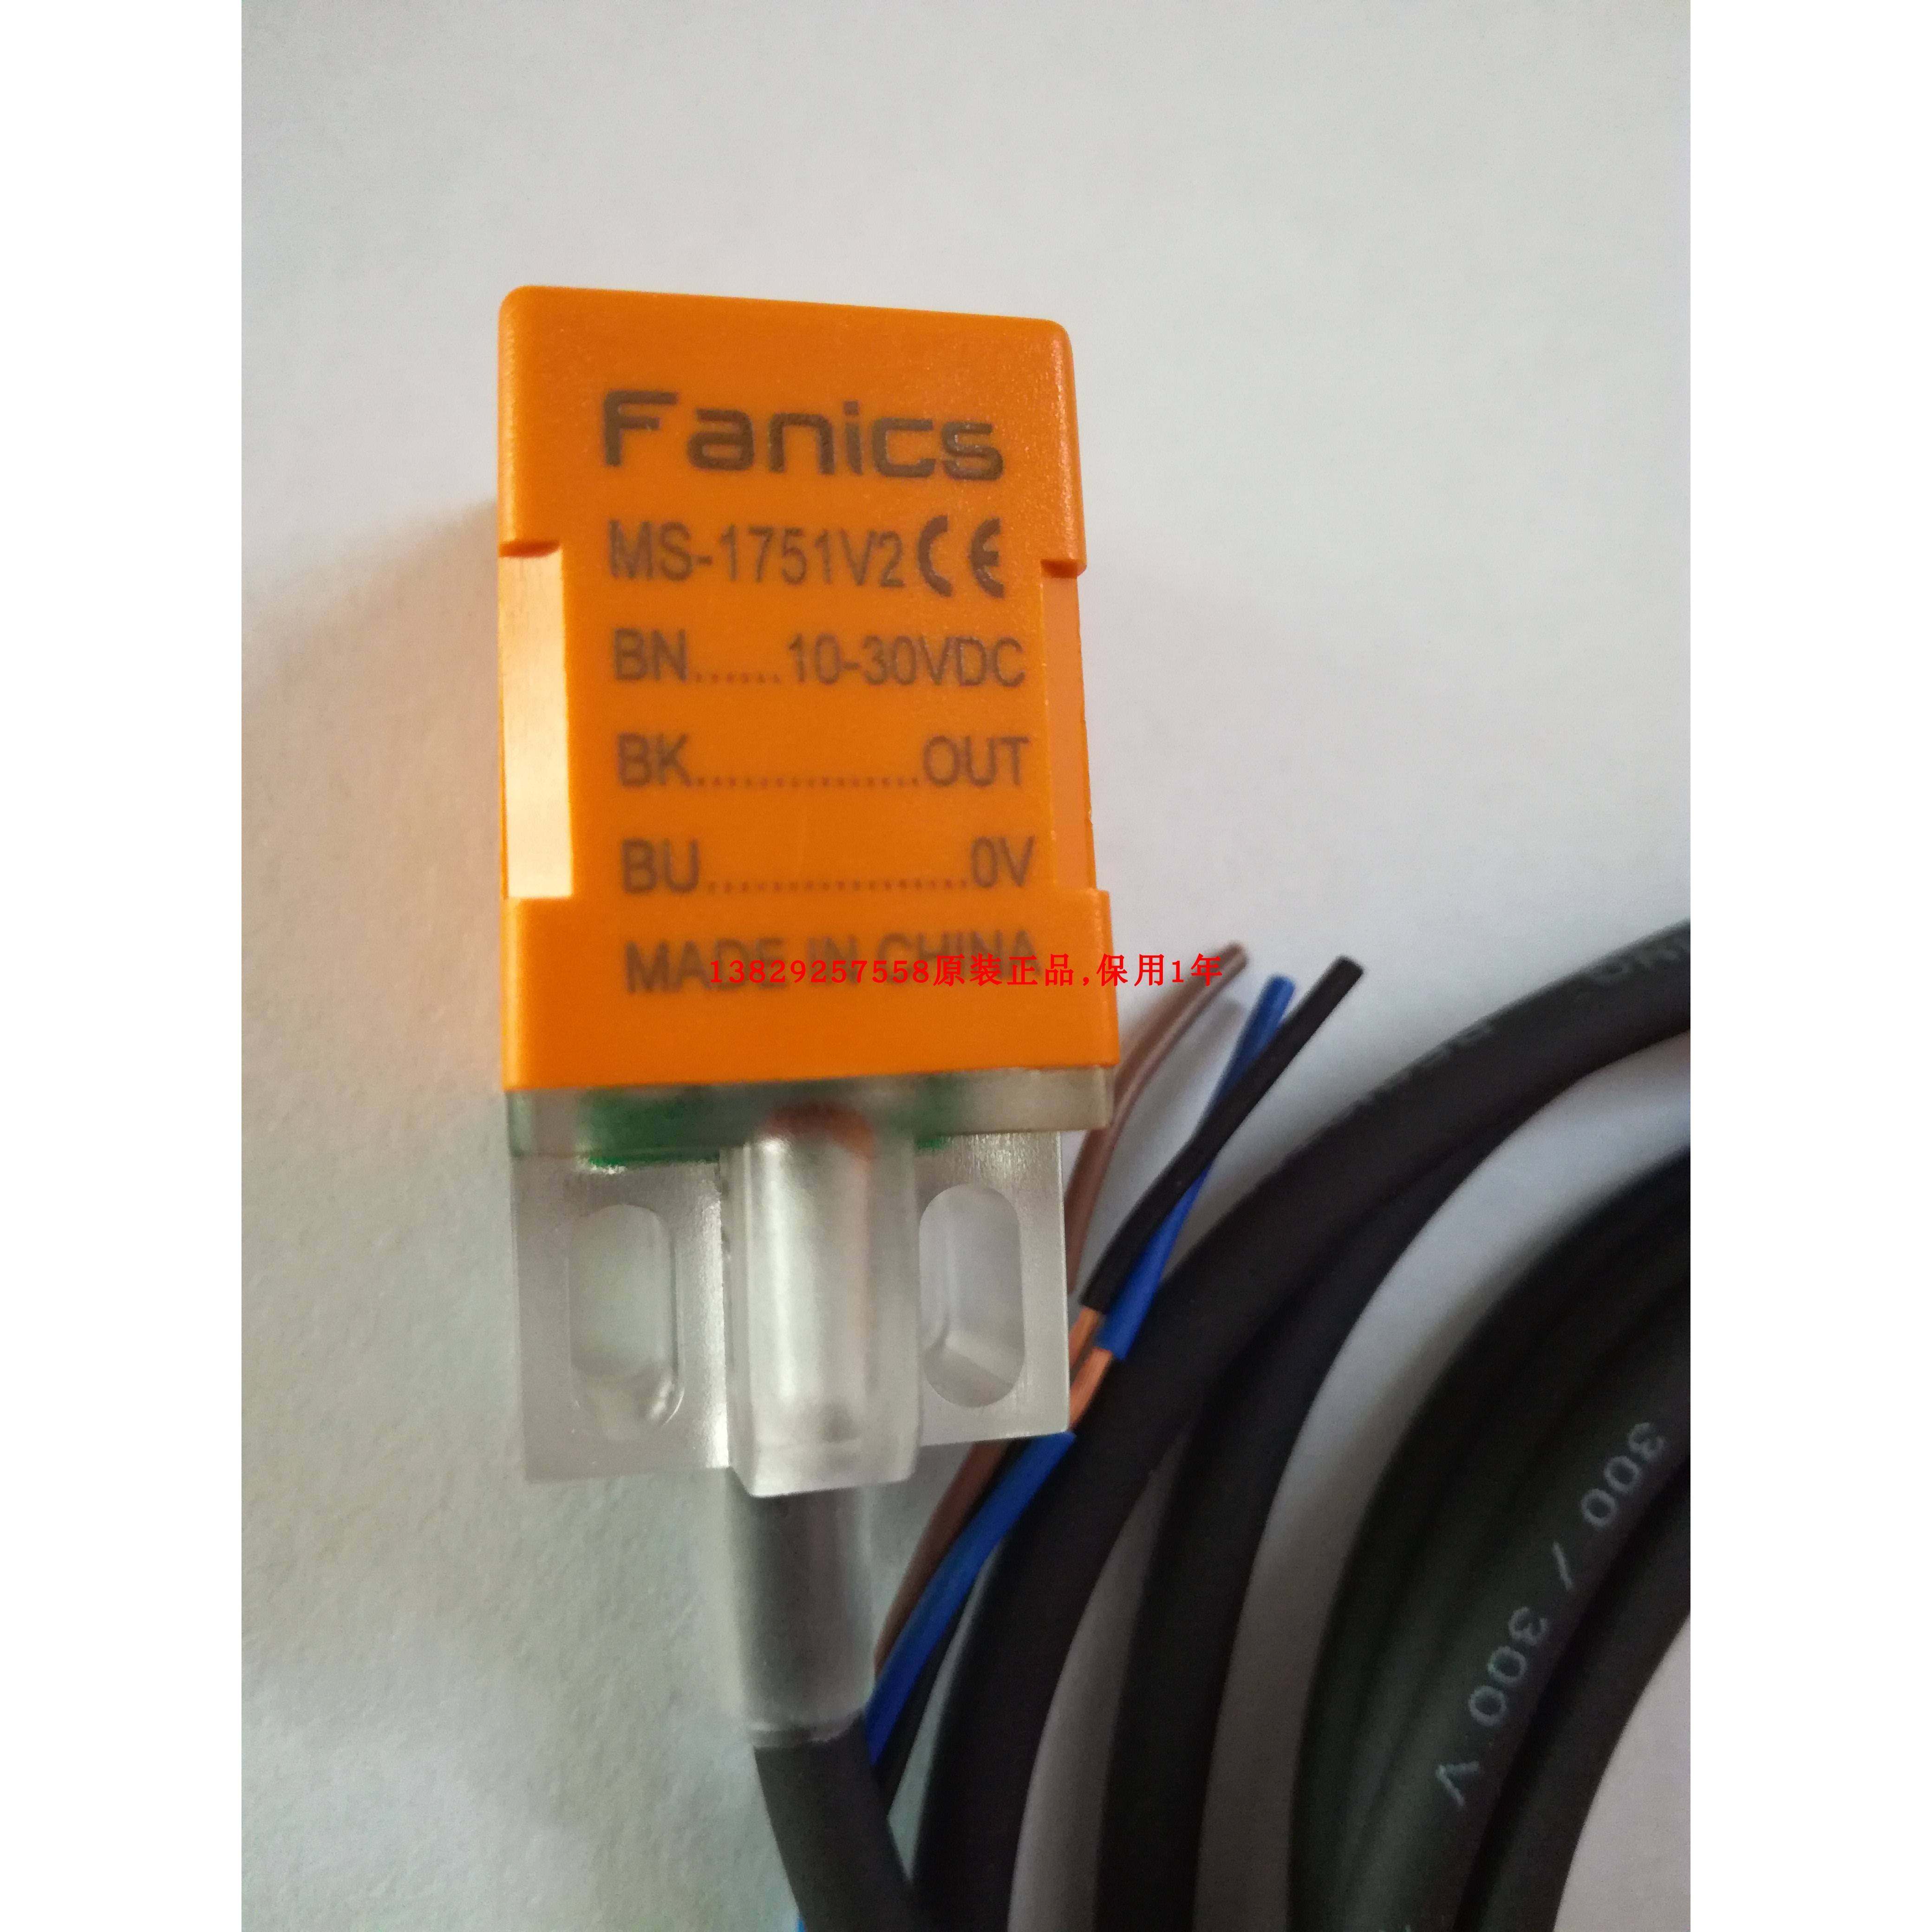 Fanics
MS-1751V2 CE
BN......10-30VDC
BK...............OUT
BU.................0V
MADE IN CHINA
13829257558原装正品,保用1年
300 / 300 V